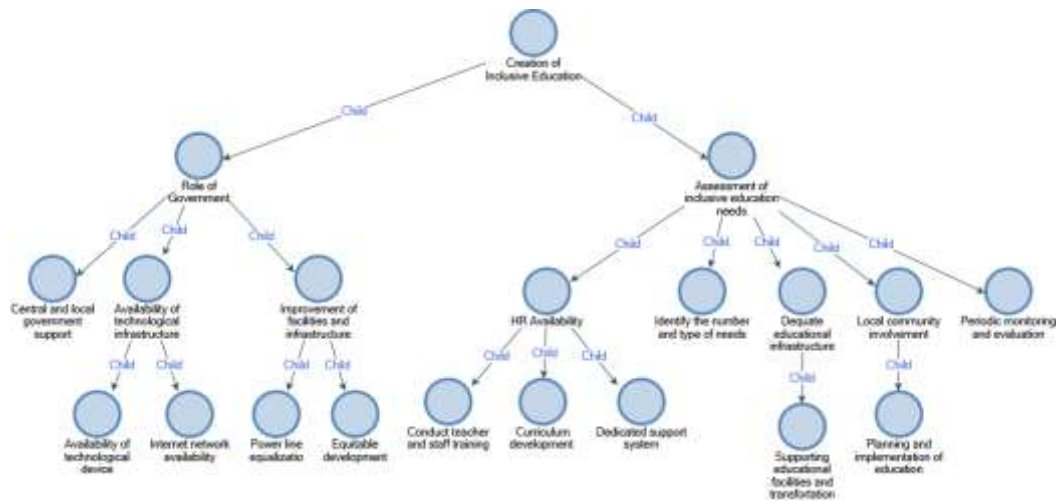 Creation of
Inclusive Education
Child
Child
Role of
Government
Assessment of
inclusive education
needs
Child
Child
Child
Child
Child
Child
Child
Child
Central and local
government
support
Availability of
technological
infrastructure
Improvement of
facilities and
infrastructure
HR Availability
Identify the number
and type of needs
Dequate
educational
infrastructure
Local community
involvement
Periodic monitoring
and evaluation
Child
Child
Child
Child
Child
Child
Child
Child
Child
Availability of
technological
device
Internet network
availability
Power line
equalizatio
Equitable
development
Conduct teacher
and staff training
Curriculum
development
Dedicated support
system
Supporting
educational
facilities and
transfortation
Planning and
implementation of
education